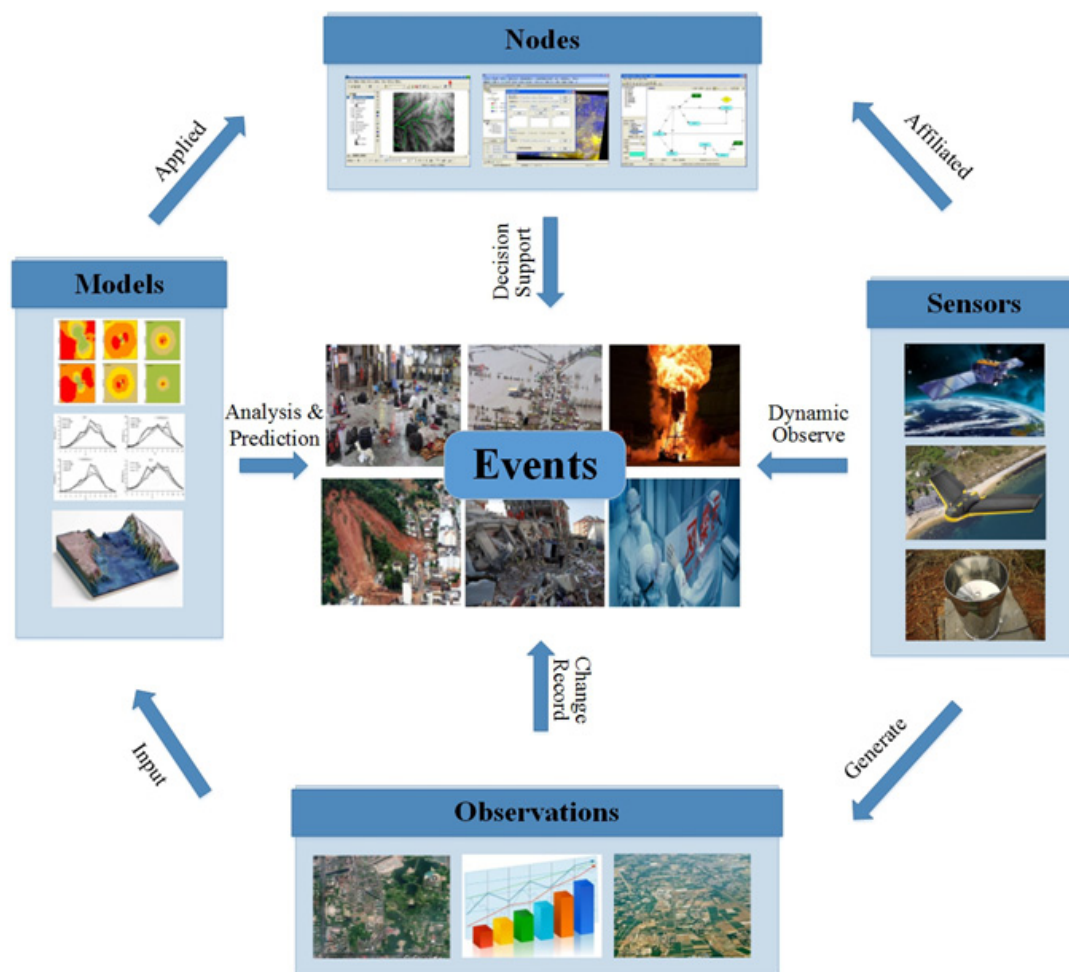 Nodes
Applied
Affiliated
Decision
Support
Models
Sensors
Analysis &
Prediction
Events
Dynamic
Observe
Change
Record
Input
Generate
Observations